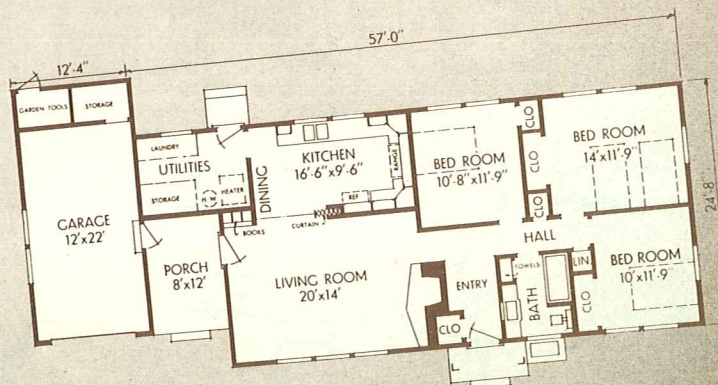 12'-4"
57'-0"
GARDEN TOOLS
STORAGE
LAUNDRY
UTILITIES
STORAGE
H.W.
HEATER
DINING
KITCHEN
16'-6"x9'-6"
RANGE
REF
CURTAIN
BOOKS
CLO
BED ROOM
10'-8"x11'-9"
CLO
CLO
BED ROOM
14'x11'-9"
24'-8"
GARAGE
12'x22'
PORCH
8'x12'
LIVING ROOM
20'x14'
HALL
ENTRY
CLO
TOWELS
BATH
LIN.
CLO
BED ROOM
10'x11'-9"